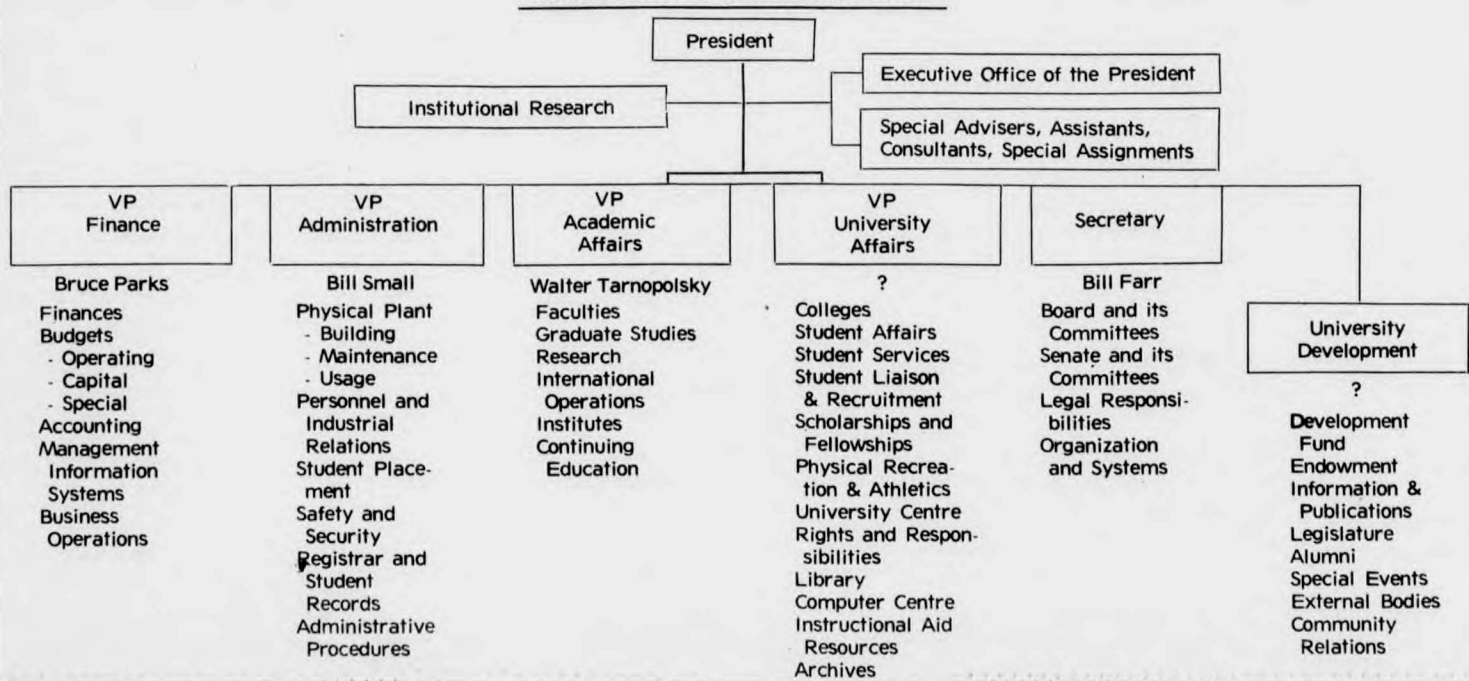 President
Executive Office of the President
Institutional Research
Special Advisers, Assistants,
Consultants, Special Assignments
VP
Finance
Bruce Parks
Finances
Budgets
- Operating
- Capital
- Special
Accounting
Management
Information
Systems
Business
Operations
VP
Administration
Bill Small
Physical Plant
- Building
- Maintenance
- Usage
Personnel and
Industrial
Relations
Student Place-
ment
Safety and
Security
Registrar and
Student
Records
Administrative
Procedures
VP
Academic
Affairs
Walter Tarnopolsky
Faculties
Graduate Studies
Research
International
Operations
Institutes
Continuing
Education
VP
University
Affairs
?
Colleges
Student Affairs
Student Services
Student Liaison
& Recruitment
Scholarships and
Fellowships
Physical Recrea-
tion & Athletics
University Centre
Rights and Respon-
sibilities
Library
Computer Centre
Instructional Aid
Resources
Archives
Secretary
Bill Farr
Board and its
Committees
Senate and its
Committees
Legal Responsi-
bilities
Organization
and Systems
University
Development
?
Development
Fund
Endowment
Information &
Publications
Legislature
Alumni
Special Events
External Bodies
Community
Relations